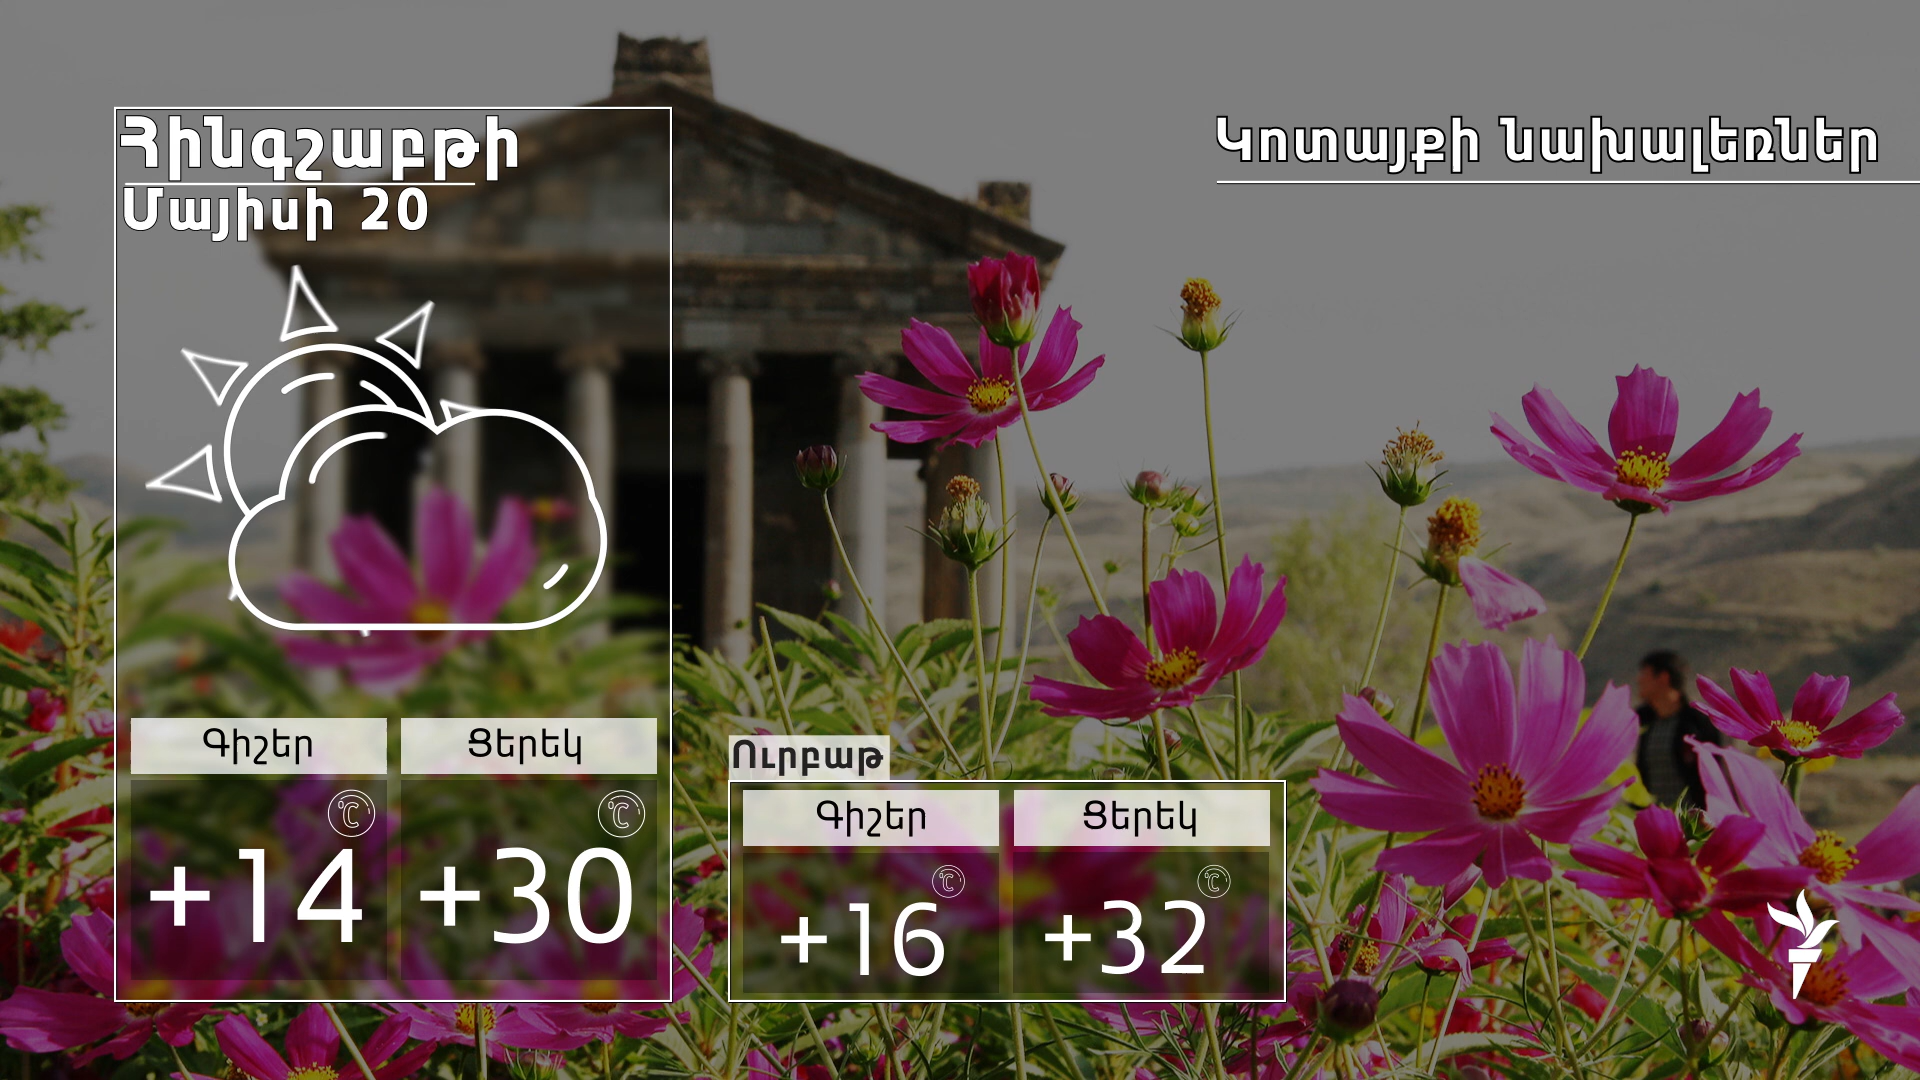 Հինգշաբթի
Մայիսի 20
Կոտայքի նախալեռներ
Գիշեր
Ցերեկ
℃
℃
+14
+30
Ուրբաթ
Գիշեր
Ցերեկ
℃
℃
+16
+32